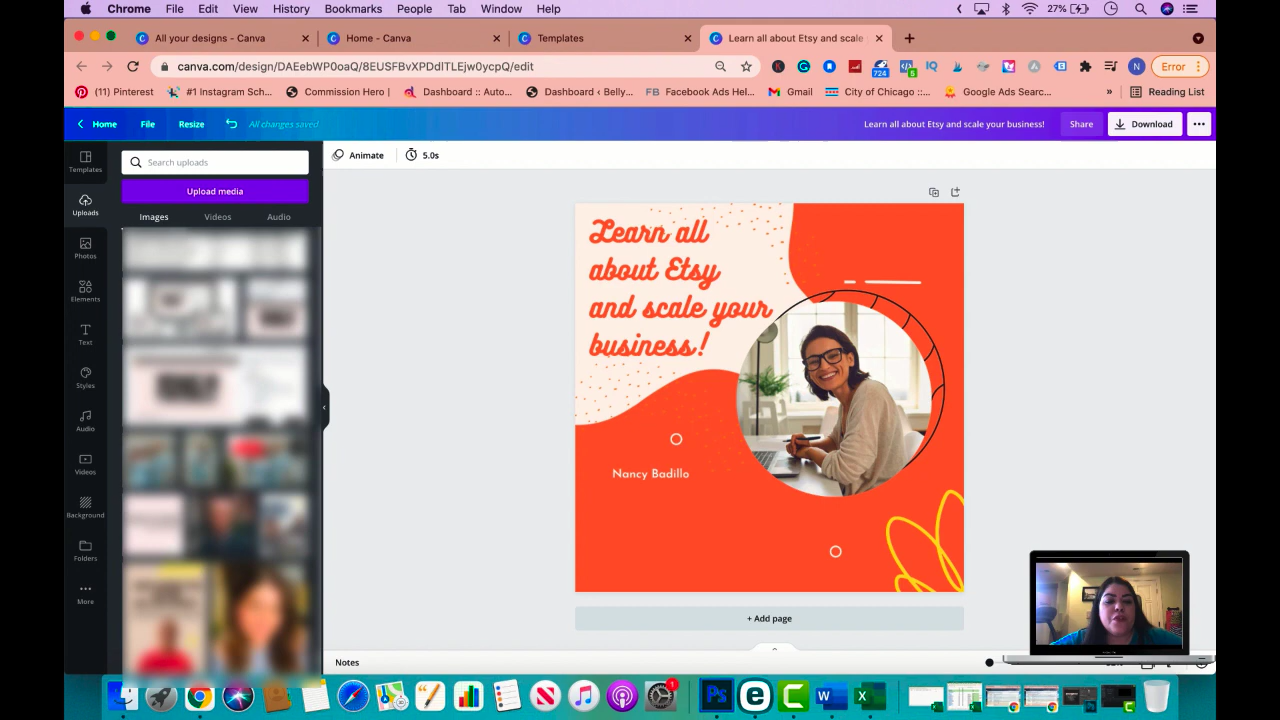 Chrome File Edit View History Bookmarks People Tab Window Help 27%
All your designs - Canva
Home - Canva
Templates
Learn all about Etsy and scale
canva.com/design/DAEebWP0oaQ/8EUSFBvXPDdlTLEjw0ycpQ/edit
724
5
N
Error
(11) Pinterest
#1 Instagram Sch...
Commission Hero |
Dashboard :: Auto...
Dashboard ‹ Belly...
FB Facebook Ads Hel...
Gmail
City of Chicago ::...
Google Ads Searc...
»
Reading List
Home File Resize All changes saved
Learn all about Etsy and scale your business!
Share
Download
Templates
Search uploads
Animate
5.0s
Upload media
Uploads
Images Videos Audio
Photos
Elements
Text
Styles
Audio
Videos
Background
Folders
More
Learn all
about Etsy
and scale your
business!
Nancy Badillo
+ Add page
Notes
1
Ps
e
C
W
X